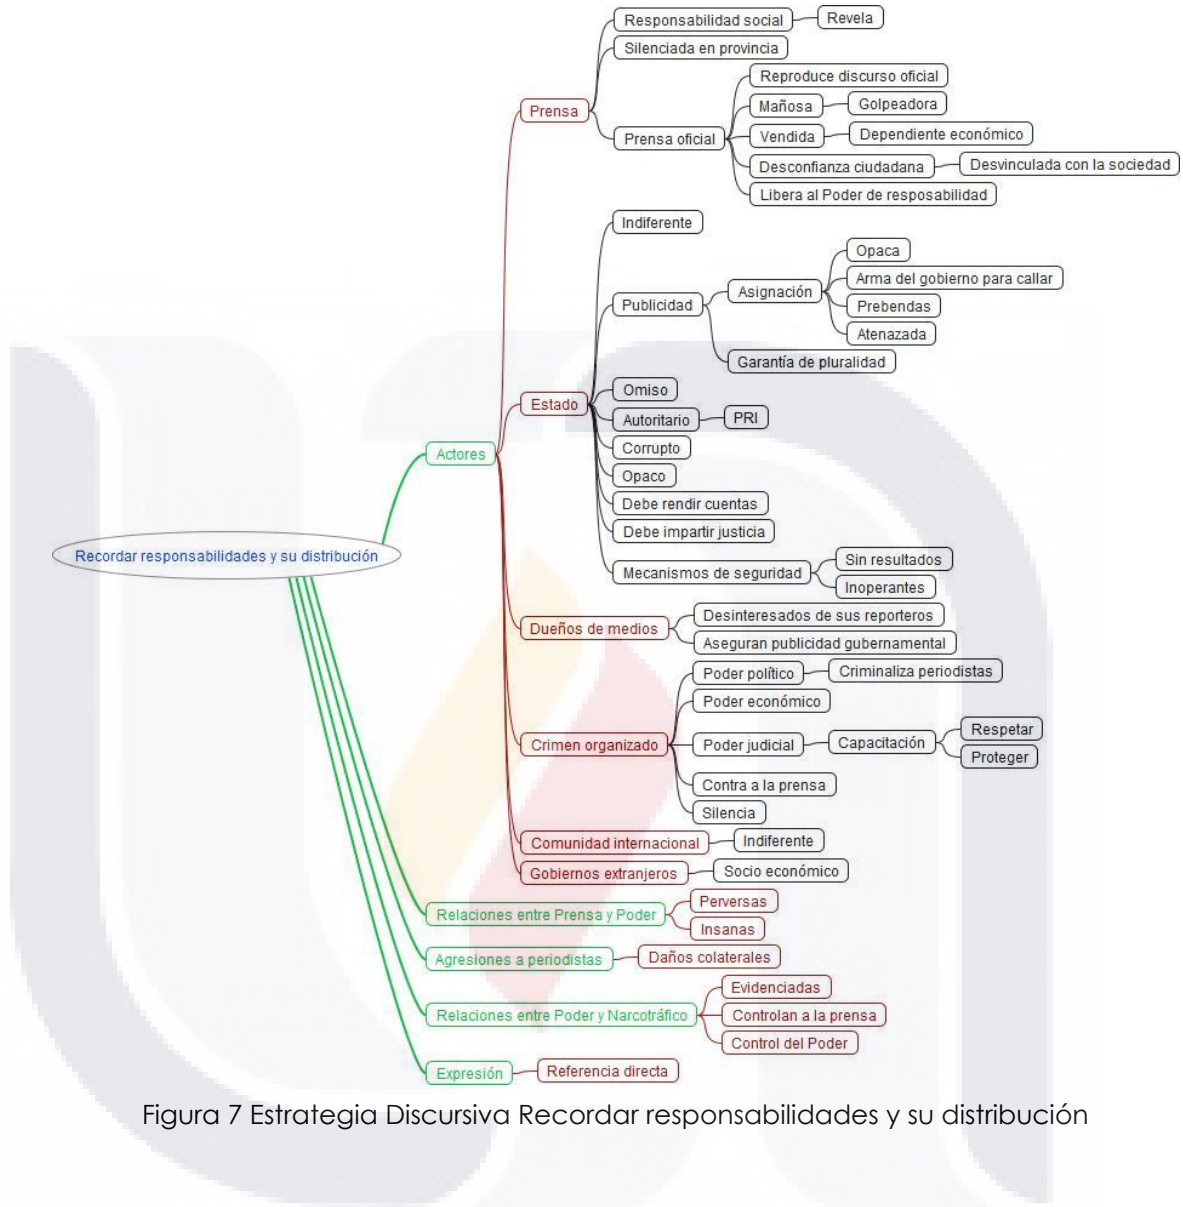 Responsabilidad social
Revela
Silenciada en provincia
Reproduce discurso oficial
Prensa
Mañosa
Golpeadora
Prensa oficial
Vendida
Dependiente económico
Desconfianza ciudadana
Desvinculada con la sociedad
Libera al Poder de resposabilidad
Indiferente
Opaca
Publicidad
Asignación
Arma del gobierno para callar
Prebendas
Atenazada
Garantía de pluralidad
Estado
Omiso
Autoritario
PRI
Corrupto
Opaco
Debe rendir cuentas
Debe impartir justicia
Mecanismos de seguridad
Sin resultados
Inoperantes
Actores
Recordar responsabilidades y su distribución
Dueños de medios
Desinteresados de sus reporteros
Aseguran publicidad gubernamental
Poder político
Criminaliza periodistas
Poder económico
Crimen organizado
Poder judicial
Capacitación
Respetar
Proteger
Contra a la prensa
Silencia
Comunidad internacional
Indiferente
Gobiernos extranjeros
Socio económico
Relaciones entre Prensa y Poder
Perversas
Insanas
Agresiones a periodistas
Daños colaterales
Relaciones entre Poder y Narcotráfico
Evidenciadas
Controlan a la prensa
Control del Poder
Expresión
Referencia directa
Figura 7 Estrategia Discursiva Recordar responsabilidades y su distribución